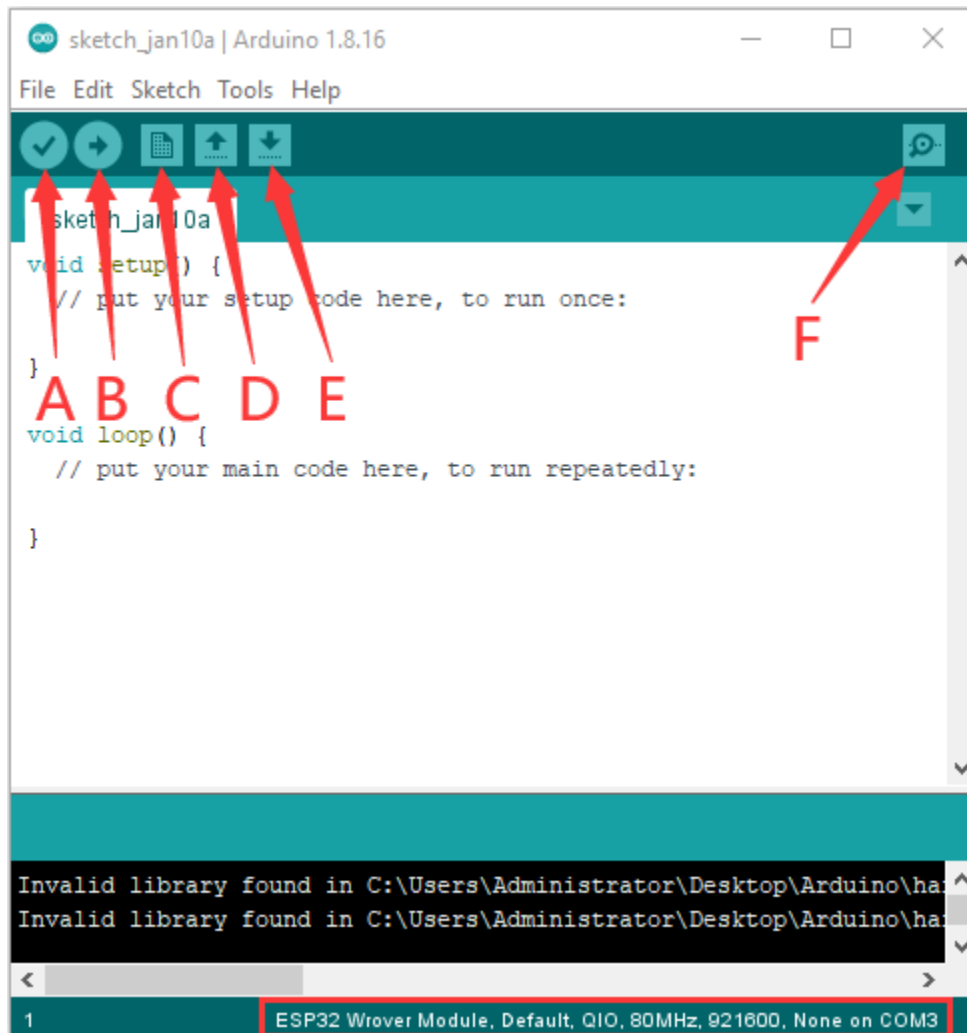 sketch_jan10a | Arduino 1.8.16
File Edit Sketch Tools Help
sketch_jan10a
void setup() {
// put your setup code here, to run once:
}
A B C D E F
void loop() {
// put your main code here, to run repeatedly:
}
Invalid library found in C:\Users\Administrator\Desktop\Arduino\ha
Invalid library found in C:\Users\Administrator\Desktop\Arduino\ha
1 ESP32 Wrover Module, Default, QIO, 80MHz, 921600, None on COM3